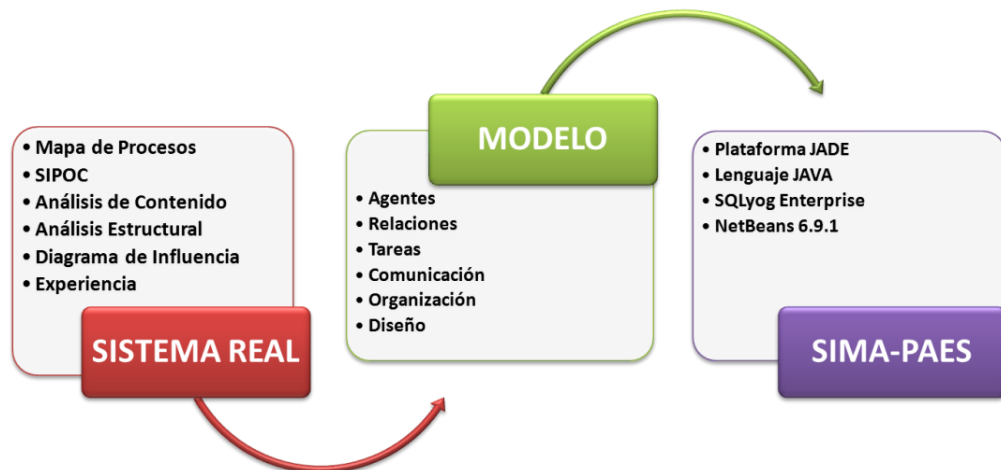 • Mapa de Procesos
• SIPOC
• Análisis de Contenido
• Análisis Estructural
• Diagrama de Influencia
• Experiencia
SISTEMA REAL
MODELO
• Agentes
• Relaciones
• Tareas
• Comunicación
• Organización
• Diseño
• Plataforma JADE
• Lenguaje JAVA
• SQLyog Enterprise
• NetBeans 6.9.1
SIMA-PAES